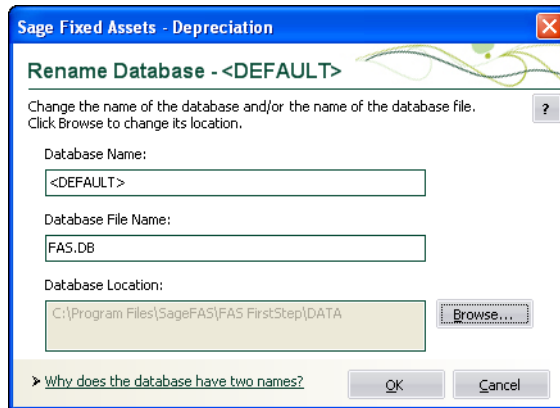 Sage Fixed Assets - Depreciation
Rename Database - <DEFAULT>
Change the name of the database and/or the name of the database file.
Click Browse to change its location.
?
Database Name:
<DEFAULT>
Database File Name:
FAS.DB
Database Location:
C:\Program Files\SageFAS\FAS FirstStep\DATA
Browse...
Why does the database have two names?
OK
Cancel